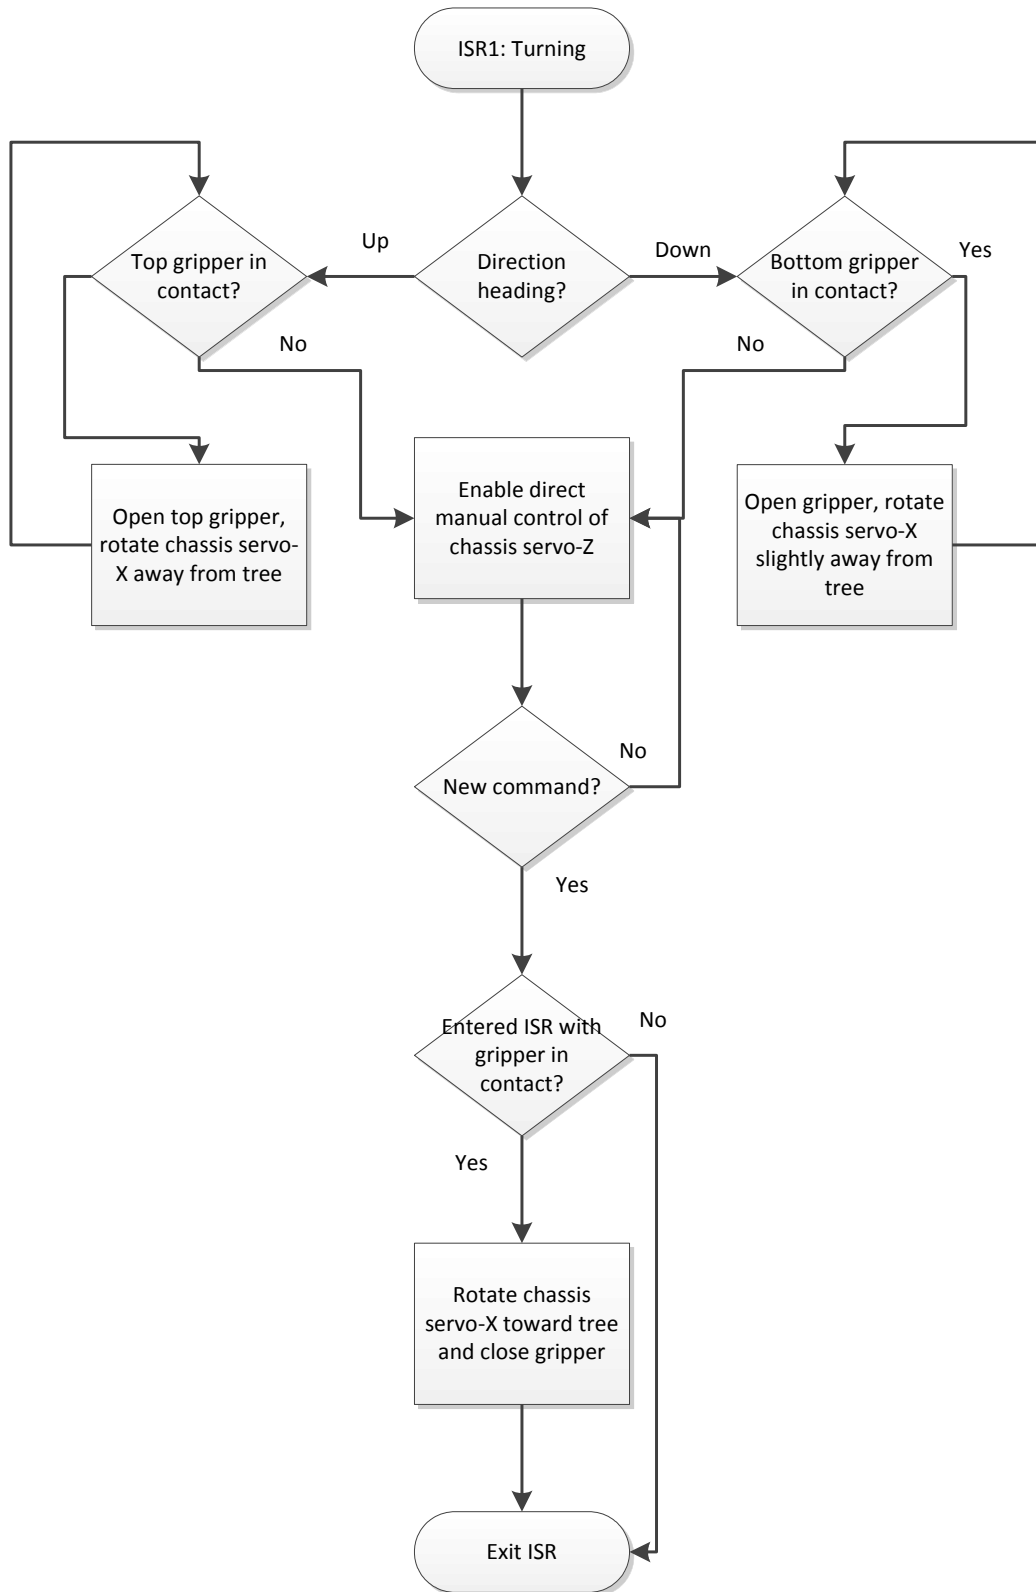 ISR1: Turning
Up
Down
Yes
Top gripper in
contact?
Direction
heading?
Bottom gripper
in contact?
No
No
Open top gripper,
rotate chassis servo-
X away from tree
Enable direct
manual control of
chassis servo-Z
Open gripper, rotate
chassis servo-X
slightly away from
tree
No
New command?
Yes
Entered ISR with
gripper in
contact?
No
Yes
Rotate chassis
servo-X toward tree
and close gripper
Exit ISR